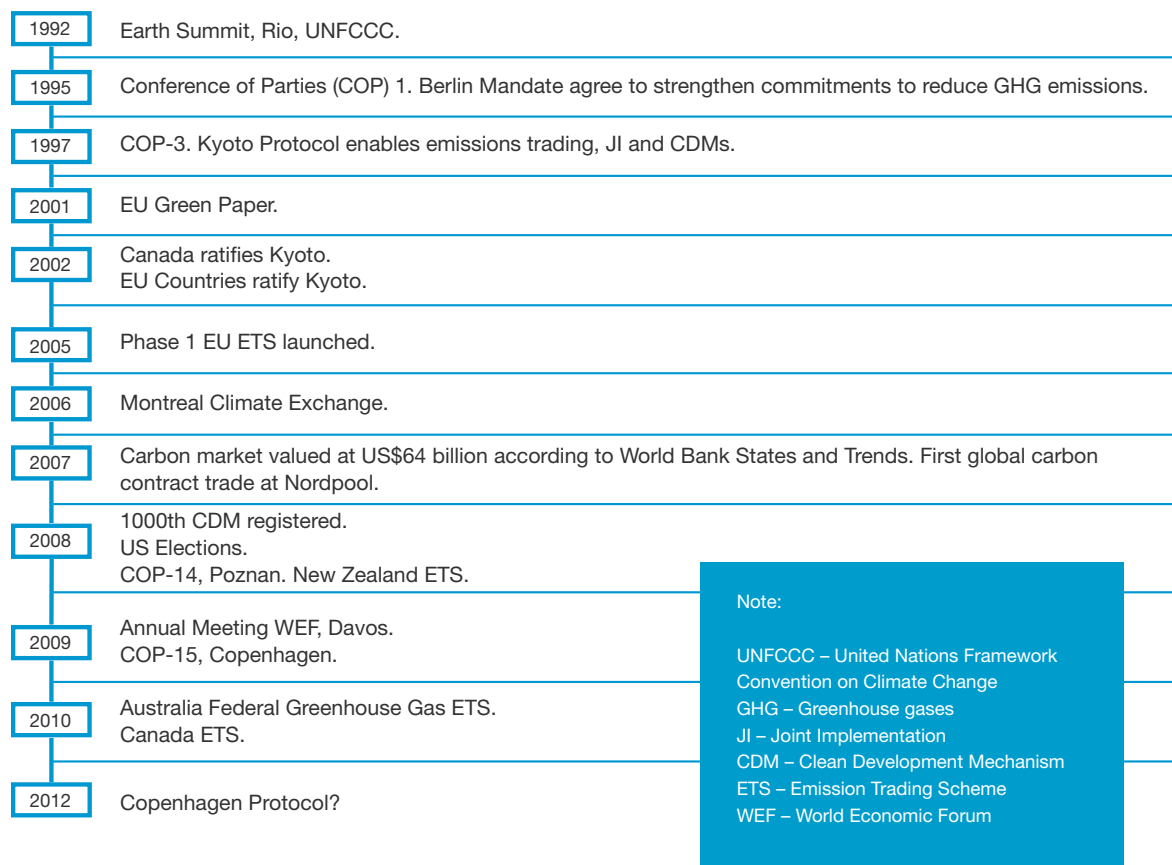 1992
Earth Summit, Rio, UNFCCC.
1995
Conference of Parties (COP) 1. Berlin Mandate agree to strengthen commitments to reduce GHG emissions.
1997
COP-3. Kyoto Protocol enables emissions trading, JI and CDMs.
2001
EU Green Paper.
2002
Canada ratifies Kyoto.
EU Countries ratify Kyoto.
2005
Phase 1 EU ETS launched.
2006
Montreal Climate Exchange.
2007
Carbon market valued at US$64 billion according to World Bank States and Trends. First global carbon
contract trade at Nordpool.
2008
1000th CDM registered.
US Elections.
COP-14, Poznan. New Zealand ETS.
2009
Annual Meeting WEF, Davos.
COP-15, Copenhagen.
2010
Australia Federal Greenhouse Gas ETS.
Canada ETS.
2012
Copenhagen Protocol?
Note:
UNFCCC – United Nations Framework
Convention on Climate Change
GHG – Greenhouse gases
JI – Joint Implementation
CDM – Clean Development Mechanism
ETS – Emission Trading Scheme
WEF – World Economic Forum